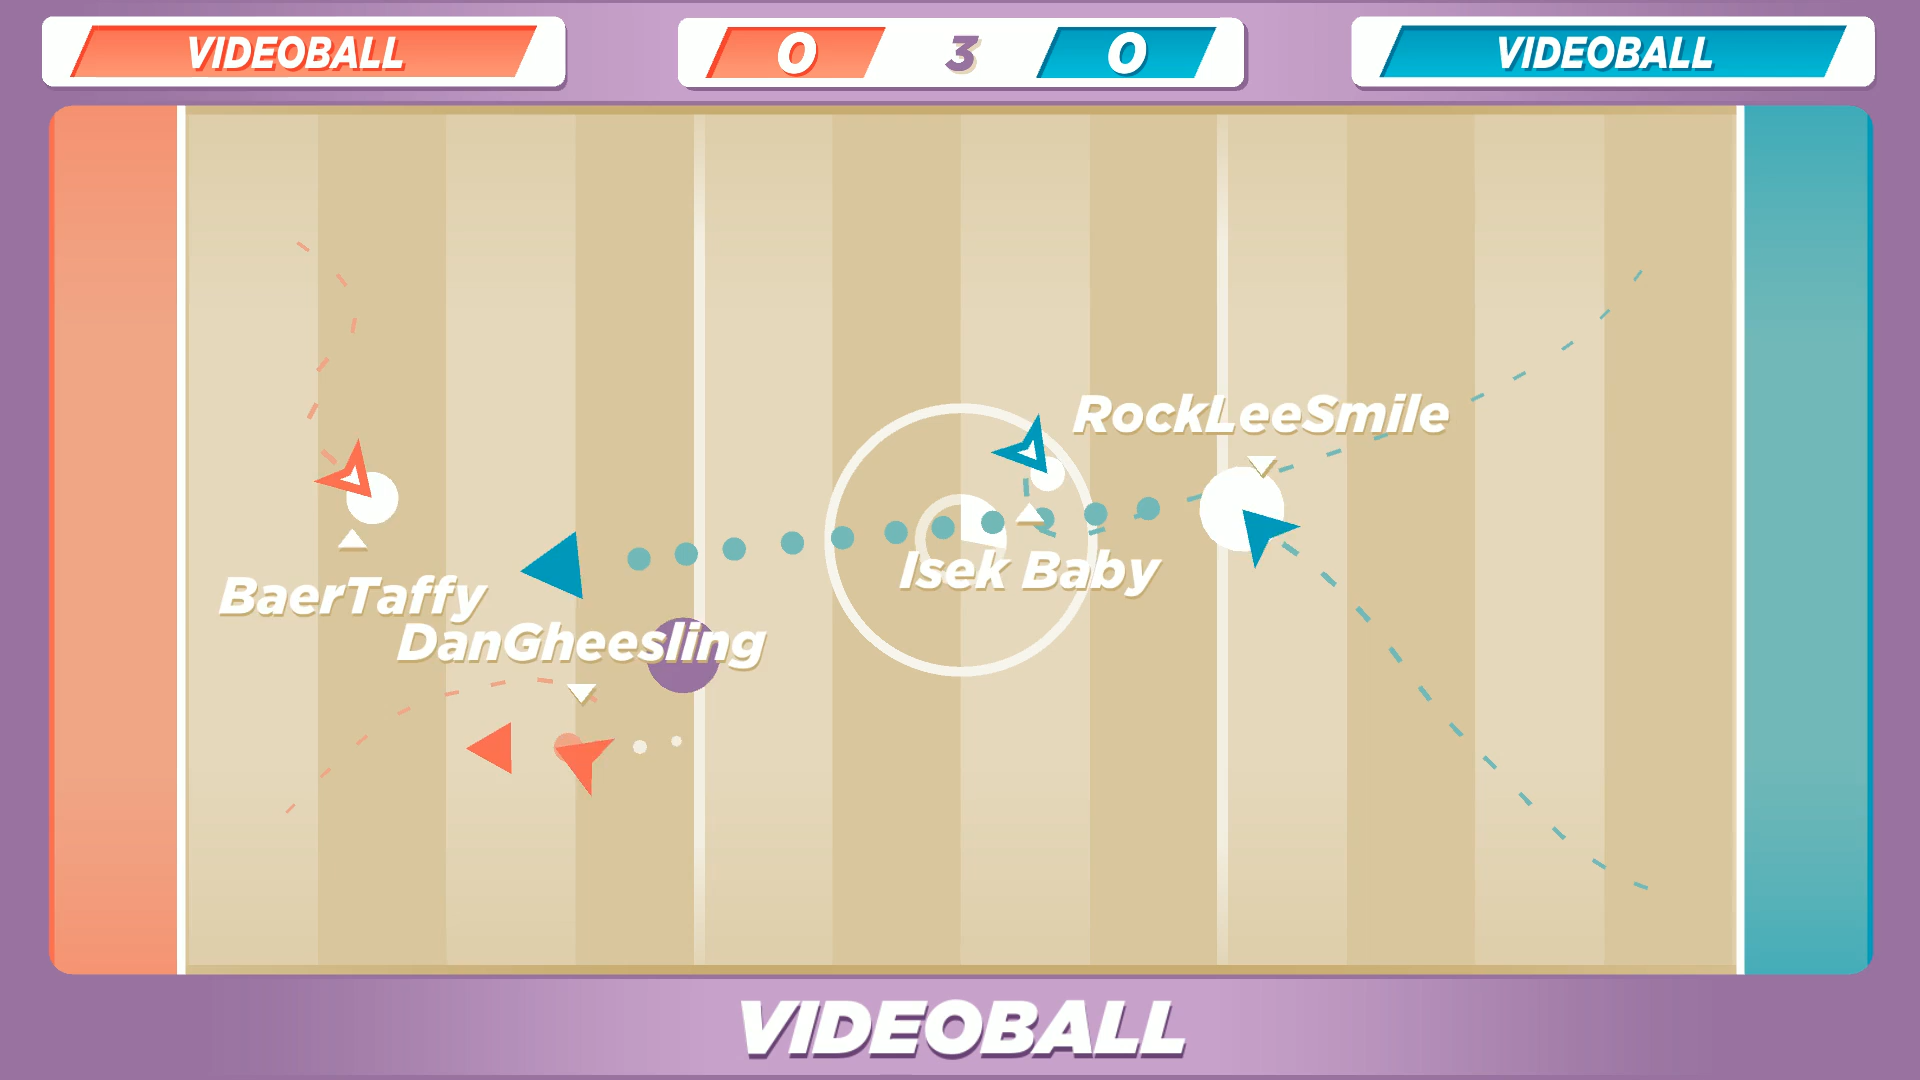 VIDEOBALL
0 3 0
VIDEOBALL
RockLeeSmile
Isek Baby
BaerTaffy
DanGheesling
VIDEOBALL